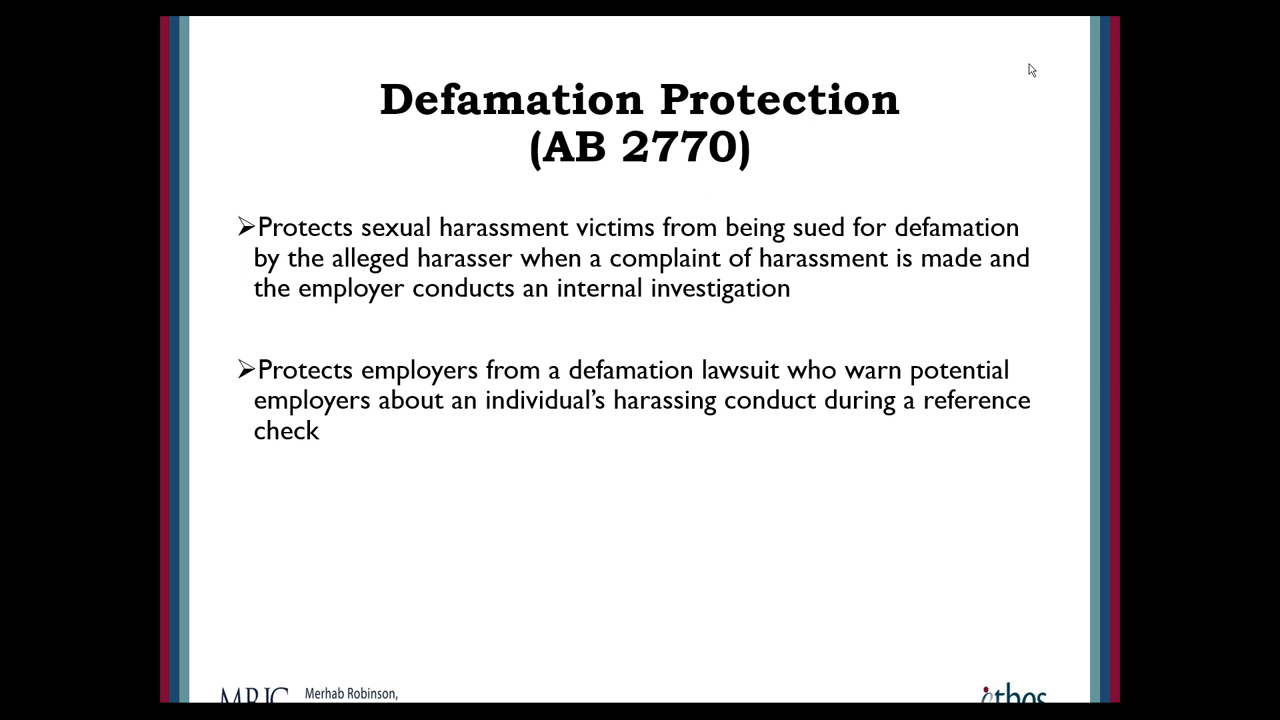 Defamation Protection
(AB 2770)
➢Protects sexual harassment victims from being sued for defamation
by the alleged harasser when a complaint of harassment is made and
the employer conducts an internal investigation
➢Protects employers from a defamation lawsuit who warn potential
employers about an individual’s harassing conduct during a reference
check
MRJC Merhab Robinson,
ethos